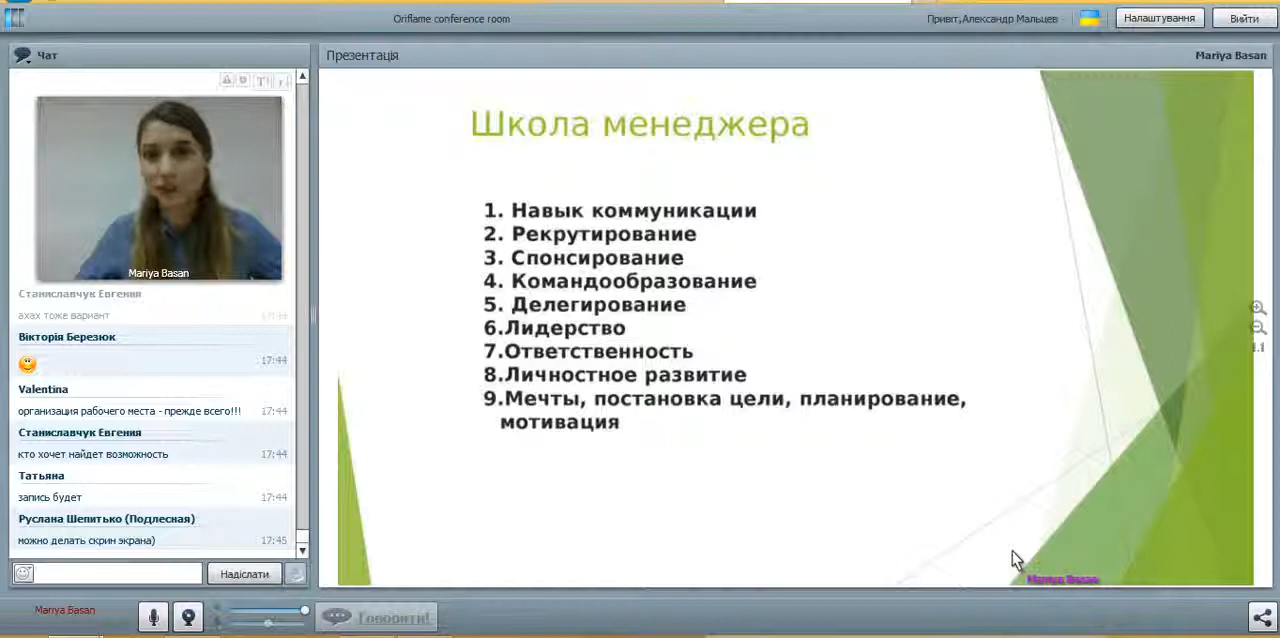 Oriflame conference room
Привіт,Александр Мальцев
Налаштування
Вийти
Чат
Презентація
Mariya Basan
Mariya Basan
Станиславчук Евгения
ахах тоже вариант 17:44
Вікторія Березюк
17:44
Valentina
организация рабочего места - прежде всего!!! 17:44
Станиславчук Евгения
кто хочет найдет возможность 17:44
Татьяна
запись будет 17:44
Руслана Шепитько (Подлесная)
можно делать скрин экрана) 17:45
Надіслати
Школа менеджера
1. Навык коммуникации
2. Рекрутирование
3. Спонсирование
4. Командообразование
5. Делегирование
6.Лидерство
7.Ответственность
8.Личностное развитие
9.Мечты, постановка цели, планирование,
мотивация
1:1
Mariya Basan
Mariya Basan
Говорити!